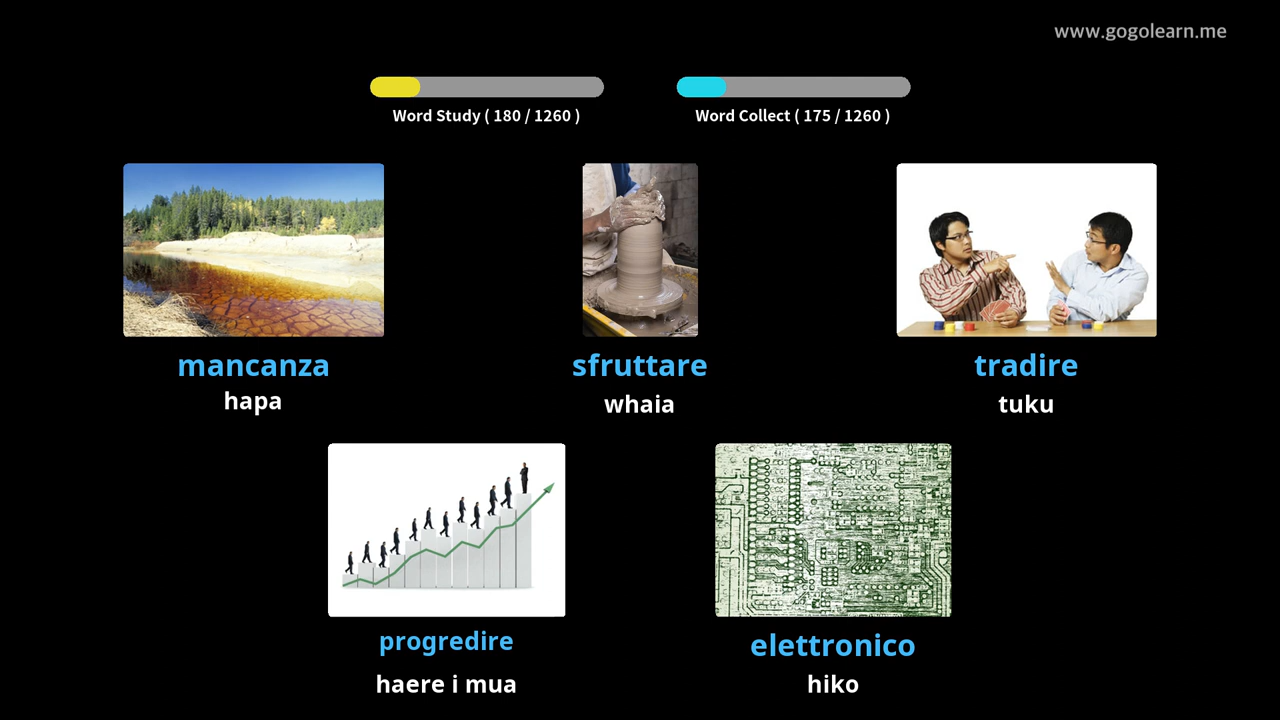 www.gogolearn.me
Word Study ( 180 / 1260 )
Word Collect ( 175 / 1260 )
mancanza
hapa
sfruttare
whaia
tradire
tuku
progredire
haere i mua
elettronico
hiko